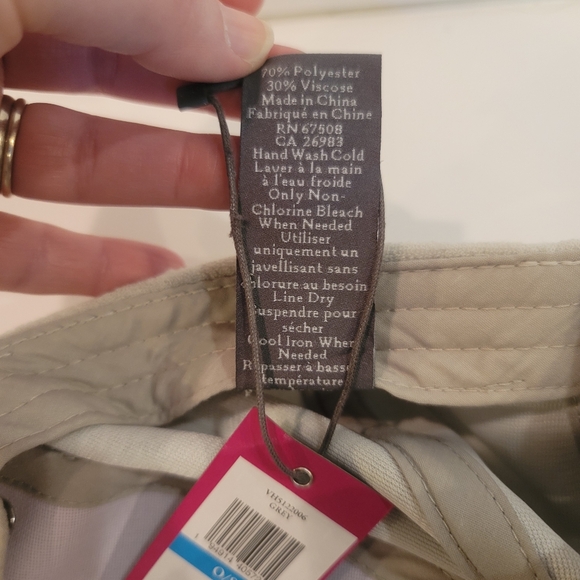 70% Polyester
30% Viscose
Made in China
Fabriqué en Chine
RN 67508
CA 26983
Hand Wash Cold
Laver à la main
à l'eau froide
Only Non-
Chlorine Bleach
When Needed
Utiliser
uniquement un
javellisant sans
chlorure au besoin
Line Dry
Suspendre pour
sécher
Cool Iron When
Needed
Repasser à basse
température
VH5122006
GREY